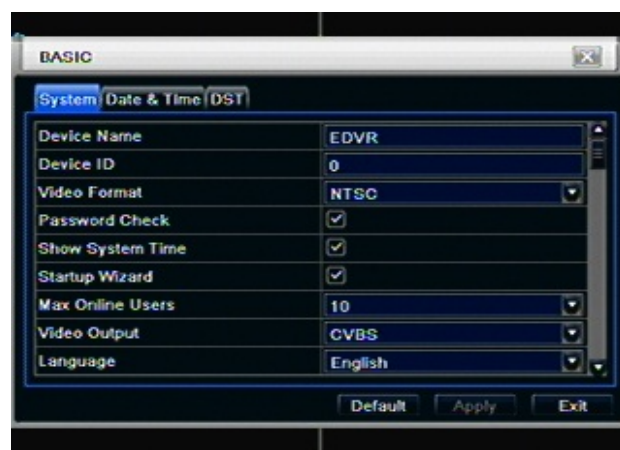 BASIC
System Date & Time DST
Device Name EDVR
Device ID 0
Video Format NTSC
Password Check
Show System Time
Startup Wizard
Max Online Users 10
Video Output CVBS
Language English
Default Apply Exit